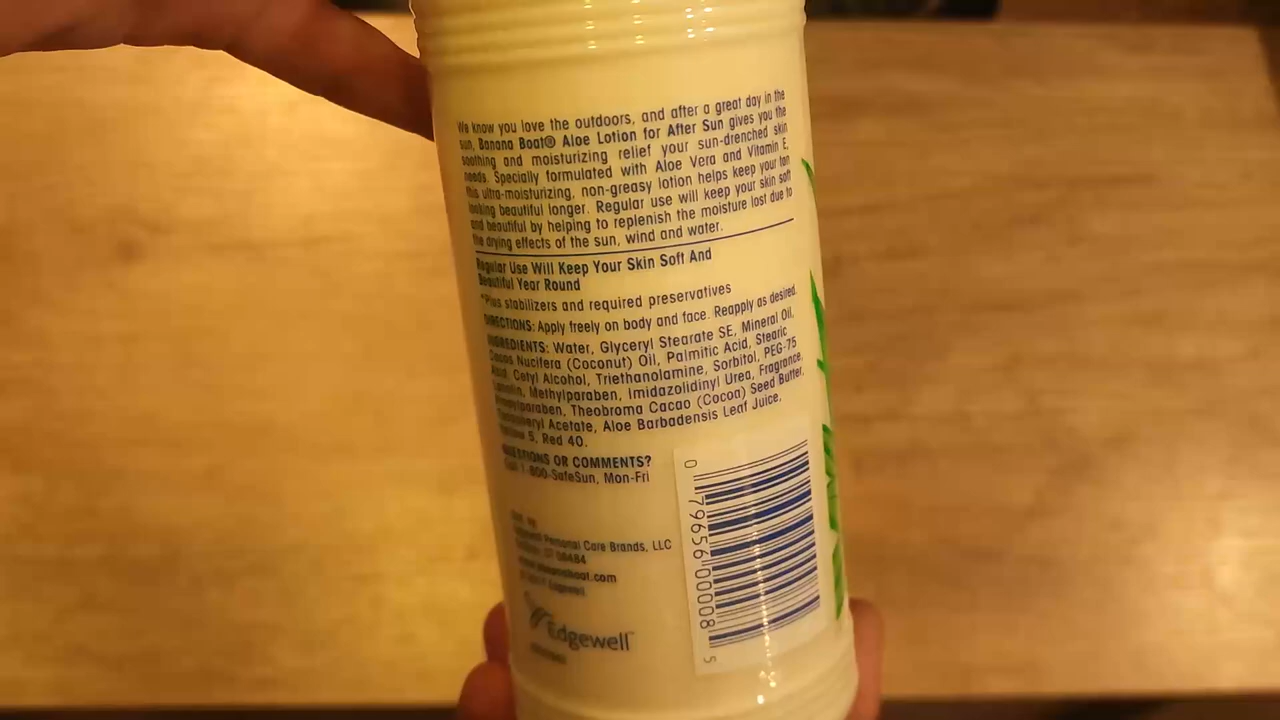 We know you love the outdoors, and after a great day in the
sun, Banana Boat® Aloe Lotion for After Sun gives you the
soothing and moisturizing relief your sun-drenched skin
needs. Specially formulated with Aloe Vera and Vitamin E,
this ultra-moisturizing, non-greasy lotion helps keep your tan
looking beautiful longer. Regular use will keep your skin soft
and beautiful by helping to replenish the moisture lost due to
the drying effects of the sun, wind and water.
Regular Use Will Keep Your Skin Soft And
Beautiful Year Round
*Plus stabilizers and required preservatives
DIRECTIONS: Apply freely on body and face. Reapply as desired.
INGREDIENTS: Water, Glyceryl Stearate SE, Mineral Oil,
Cocos Nucifera (Coconut) Oil, Palmitic Acid, Stearic
Acid, Cetyl Alcohol, Triethanolamine, Sorbitol, PEG-75
Lanolin, Methylparaben, Imidazolidinyl Urea, Fragrance,
Propylparaben, Theobroma Cacao (Cocoa) Seed Butter,
Tocopheryl Acetate, Aloe Barbadensis Leaf Juice,
Yellow 5, Red 40.
QUESTIONS OR COMMENTS?
Call 1-800-SafeSun, Mon-Fri
Personal Care Brands, LLC
CT 06484
Edgewell
Edgewell™
0 79656 00008 5